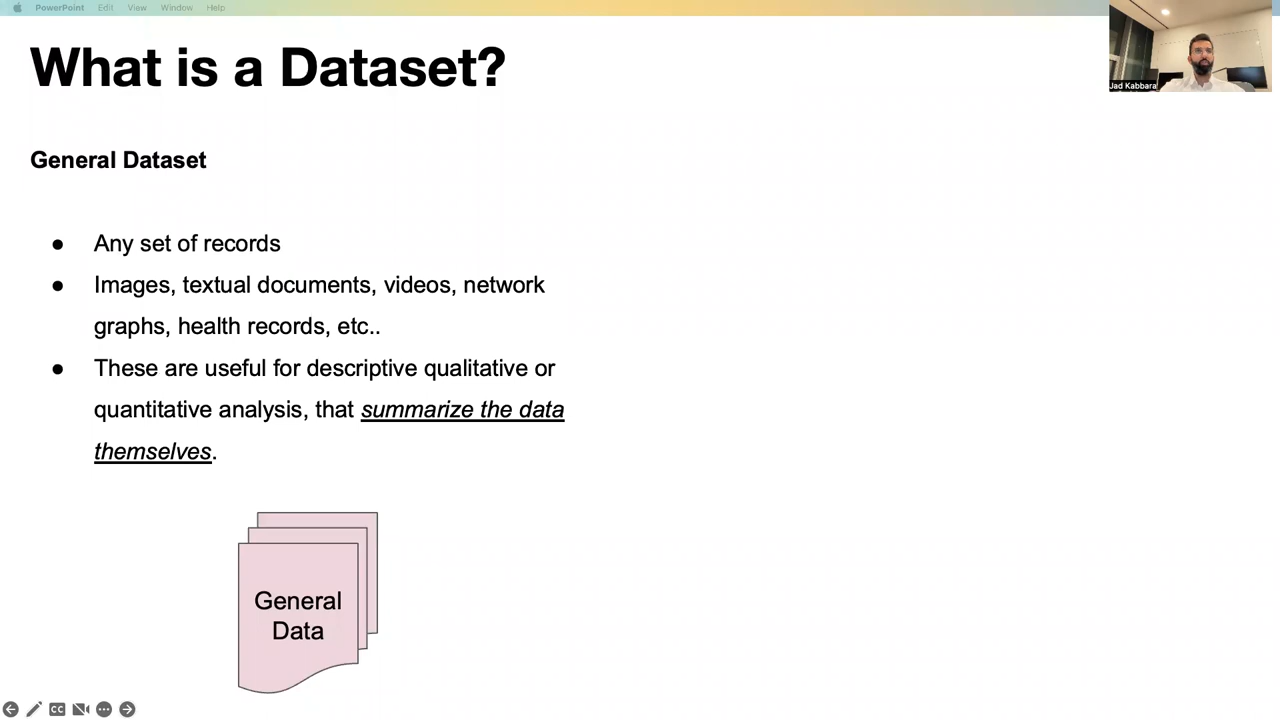 PowerPoint Edit View Window Help
What is a Dataset?
Jad Kabbara
General Dataset
● Any set of records
● Images, textual documents, videos, network
graphs, health records, etc..
● These are useful for descriptive qualitative or
quantitative analysis, that summarize the data
themselves.
General
Data
CC